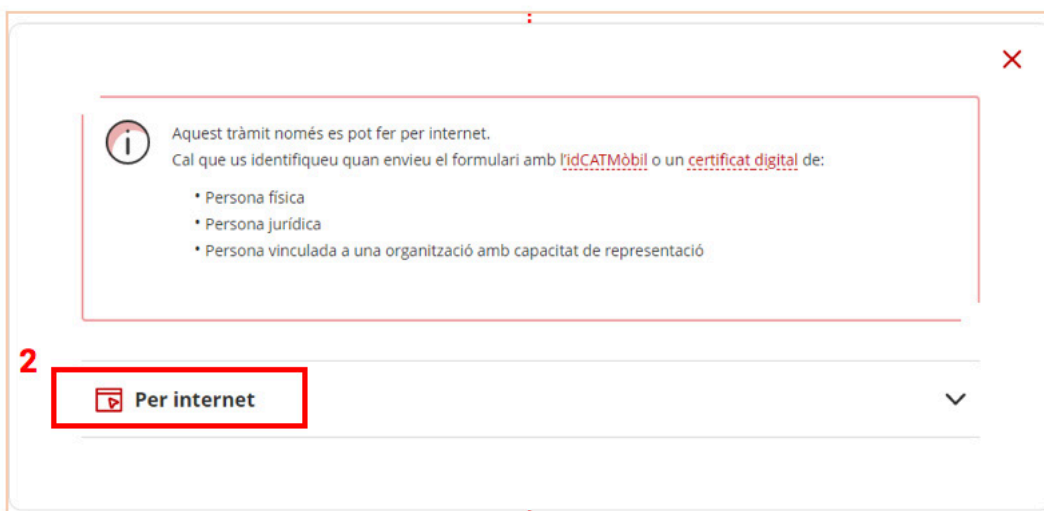 Aquest tràmit només es pot fer per internet.
Cal que us identifiqueu quan envieu el formulari amb l'idCATMòbil o un certificat digital de:
• Persona física
• Persona jurídica
• Persona vinculada a una organització amb capacitat de representació
2
Per internet